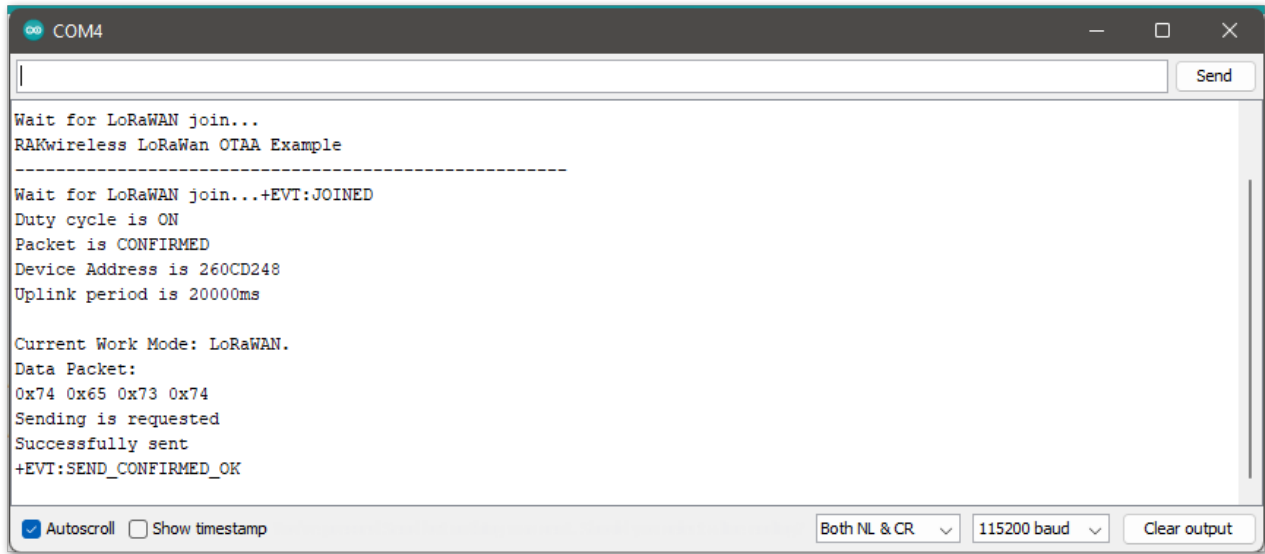 COM4
Send
Wait for LoRaWAN join...
RAKwireless LoRaWan OTAA Example
------------------------------------------------------
Wait for LoRaWAN join...+EVT:JOINED
Duty cycle is ON
Packet is CONFIRMED
Device Address is 260CD248
Uplink period is 20000ms
Current Work Mode: LoRaWAN.
Data Packet:
0x74 0x65 0x73 0x74
Sending is requested
Successfully sent
+EVT:SEND_CONFIRMED_OK
Autoscroll Show timestamp Both NL & CR 115200 baud Clear output